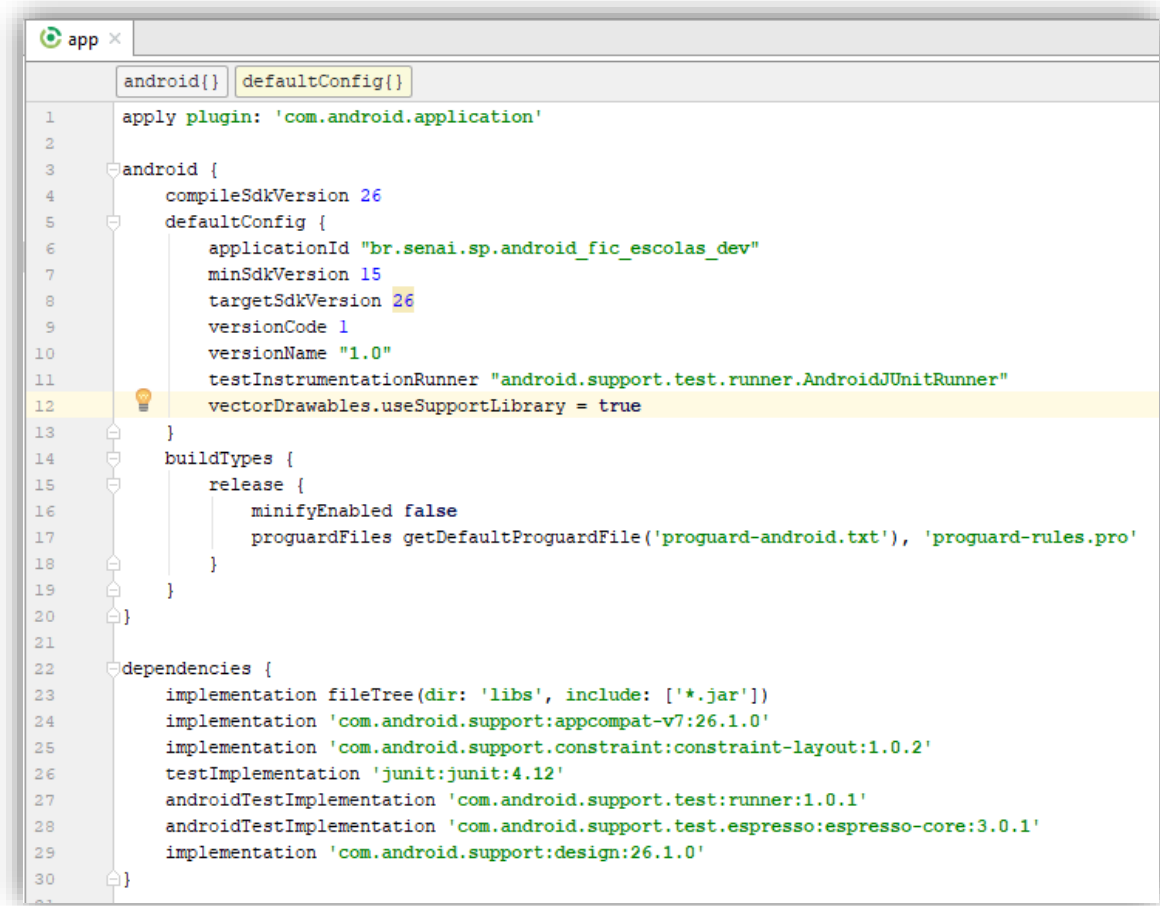 app
android{} defaultConfig{}
1 apply plugin: 'com.android.application'
2
3 android {
4 compileSdkVersion 26
5 defaultConfig {
6 applicationId "br.senai.sp.android_fic_escolas_dev"
7 minSdkVersion 15
8 targetSdkVersion 26
9 versionCode 1
10 versionName "1.0"
11 testInstrumentationRunner "android.support.test.runner.AndroidJUnitRunner"
12 vectorDrawables.useSupportLibrary = true
13 }
14 buildTypes {
15 release {
16 minifyEnabled false
17 proguardFiles getDefaultProguardFile('proguard-android.txt'), 'proguard-rules.pro'
18 }
19 }
20 }
21
22 dependencies {
23 implementation fileTree(dir: 'libs', include: ['*.jar'])
24 implementation 'com.android.support:appcompat-v7:26.1.0'
25 implementation 'com.android.support.constraint:constraint-layout:1.0.2'
26 testImplementation 'junit:junit:4.12'
27 androidTestImplementation 'com.android.support.test:runner:1.0.1'
28 androidTestImplementation 'com.android.support.test.espresso:espresso-core:3.0.1'
29 implementation 'com.android.support:design:26.1.0'
30 }